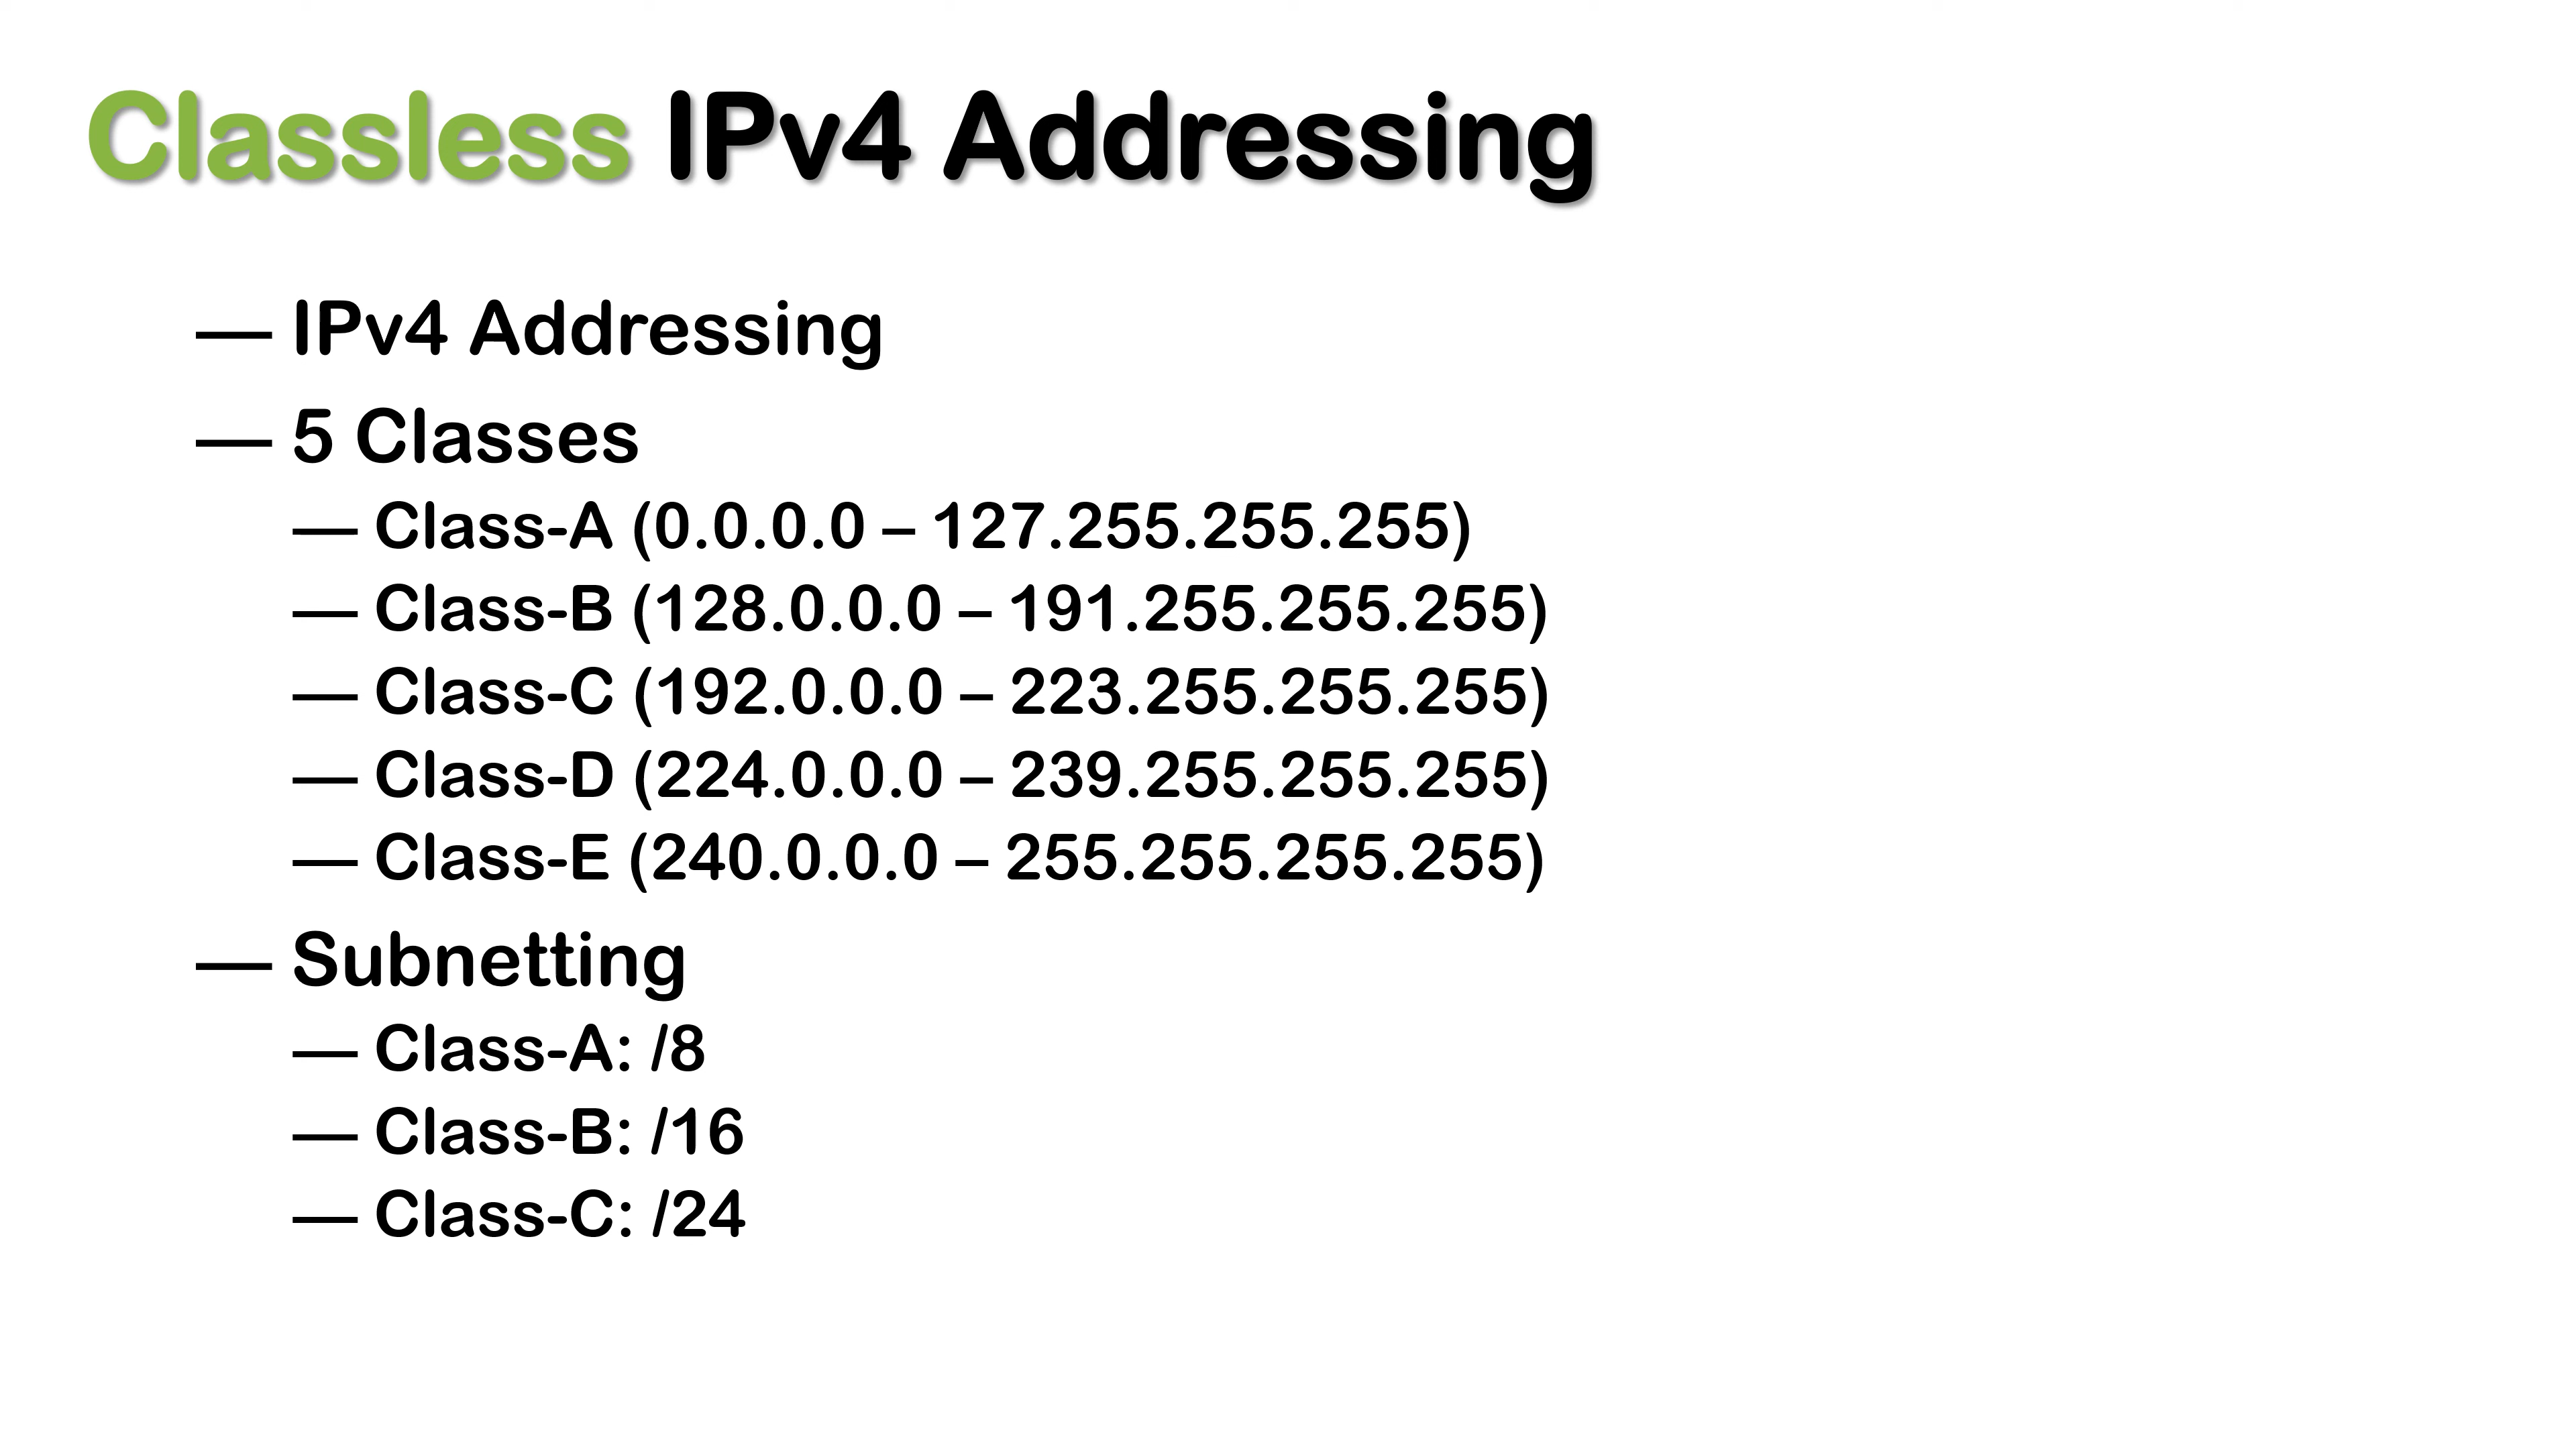 Classless IPv4 Addressing
— IPv4 Addressing
— 5 Classes
— Class-A (0.0.0.0 – 127.255.255.255)
— Class-B (128.0.0.0 – 191.255.255.255)
— Class-C (192.0.0.0 – 223.255.255.255)
— Class-D (224.0.0.0 – 239.255.255.255)
— Class-E (240.0.0.0 – 255.255.255.255)
— Subnetting
— Class-A: /8
— Class-B: /16
— Class-C: /24